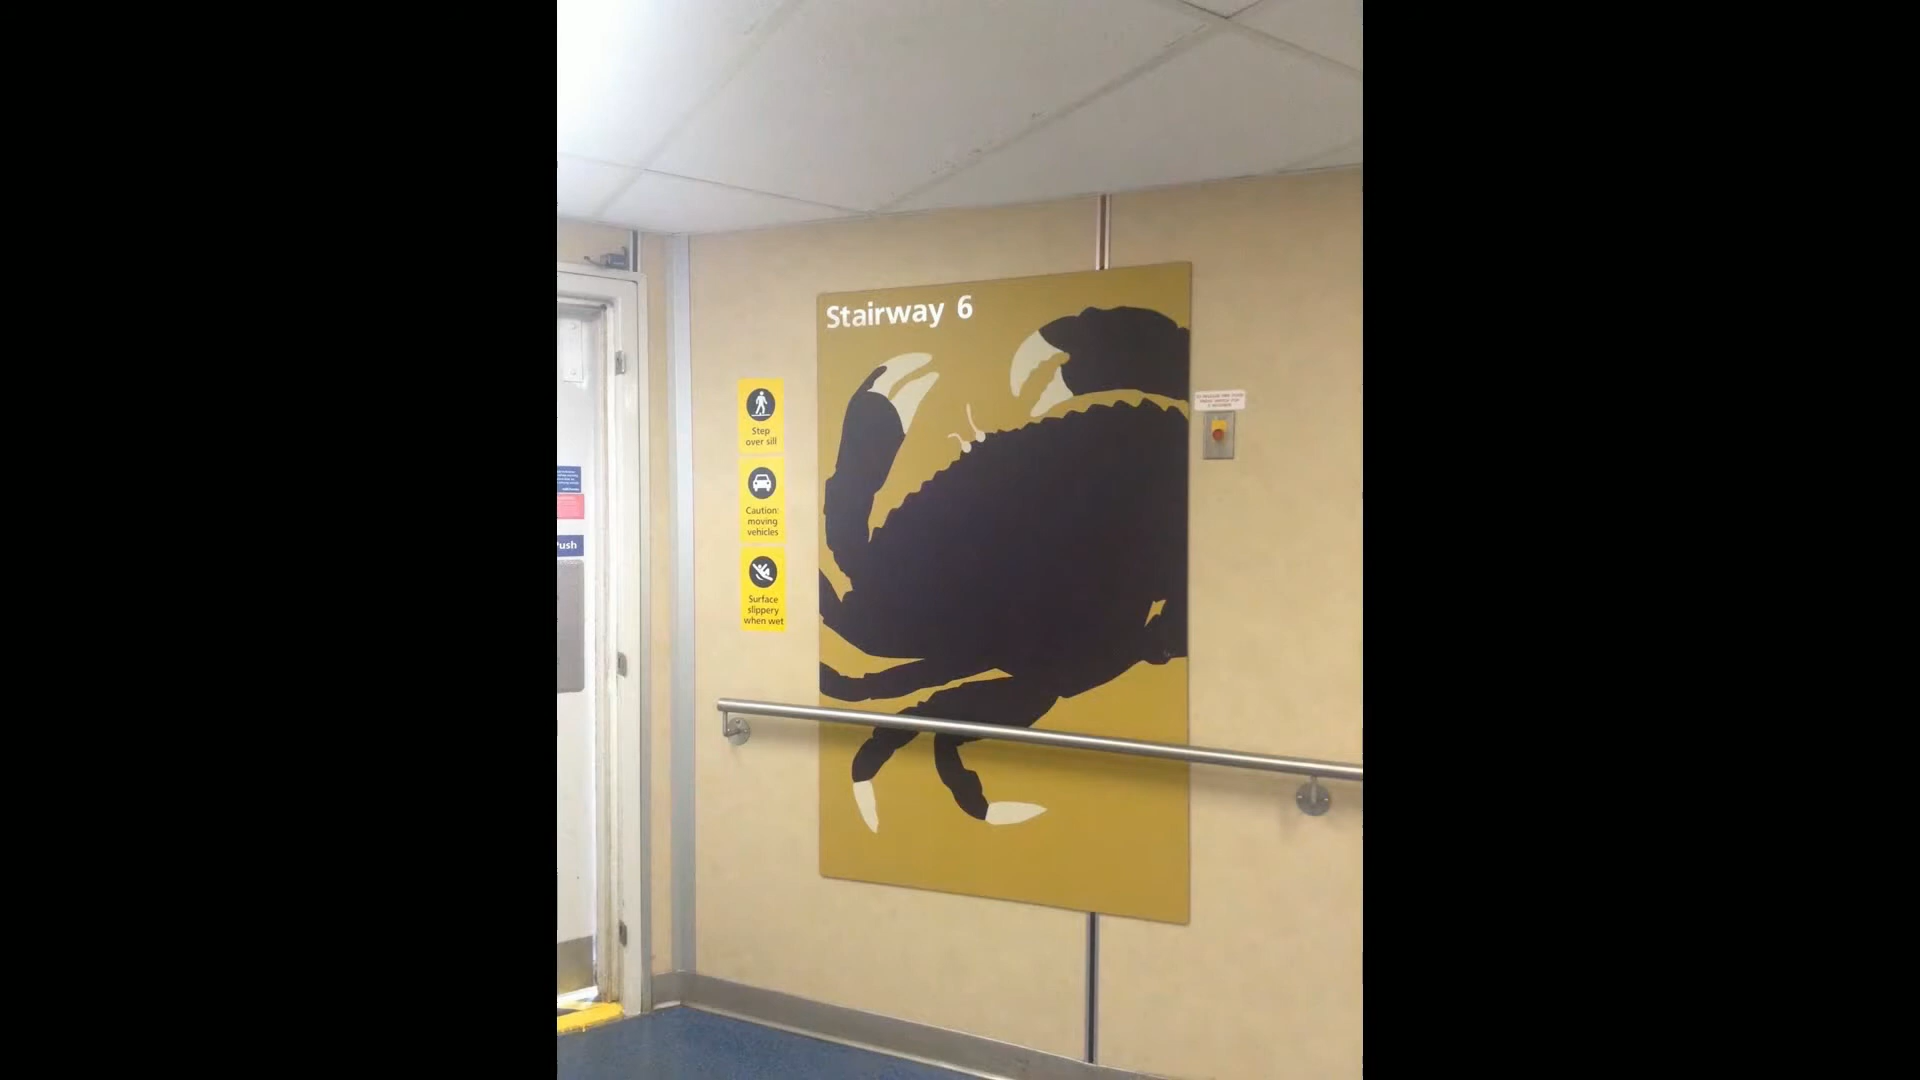 Stairway 6
Step
over sill
Caution:
moving
vehicles
Surface
slippery
when wet
Push